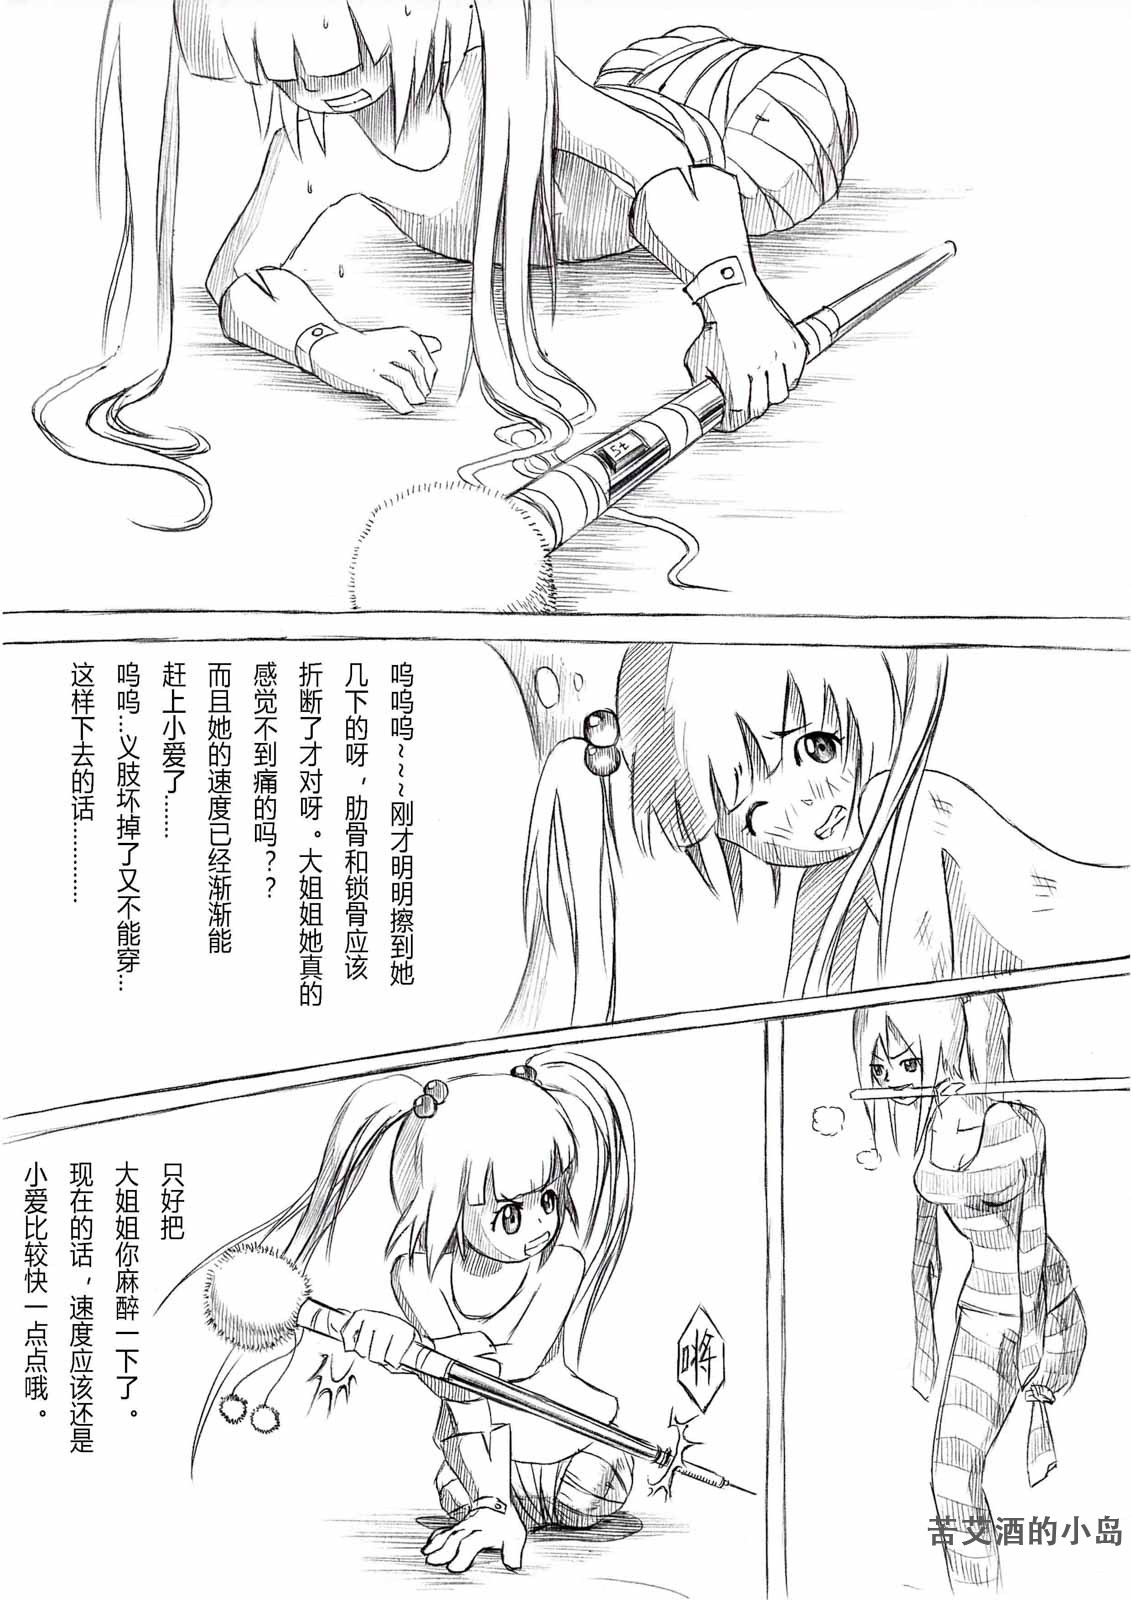 54
呜呜呜~~~刚才明明擦到她
几下的呀，肋骨和锁骨应该
折断了才对呀。大姐姐她真的
感觉不到痛的吗？？
而且她的速度已经渐渐能
赶上小爱了……
呜呜…义肢坏掉了又不能穿…
这样下去的话…………
只好把
大姐姐你麻醉一下了。
现在的话，速度应该还是
小爱比较快一点点哦。
嘚
苦艾酒的小岛